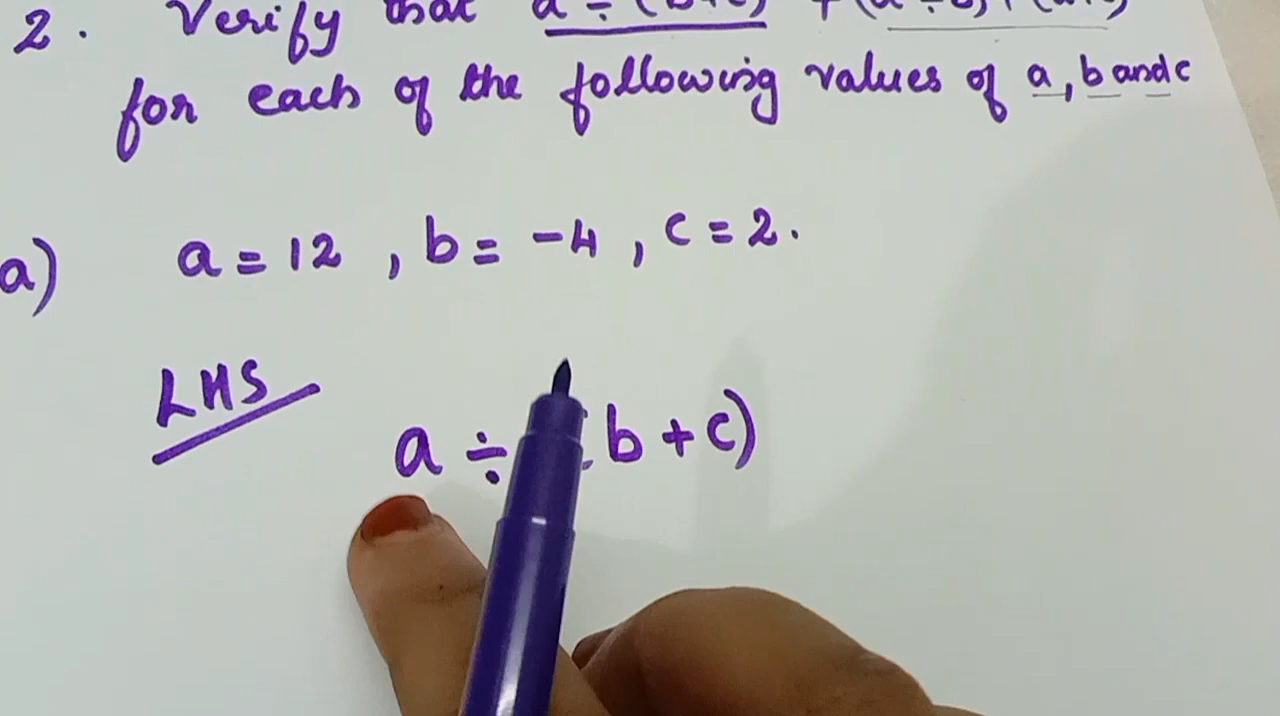 2. Verify that a ÷ (b+c) ≠ (a ÷ b) + (a ÷ c)
for each of the following values of a, b and c
a) a = 12 , b = -4 , c = 2.
LHS
a ÷ (b + c)